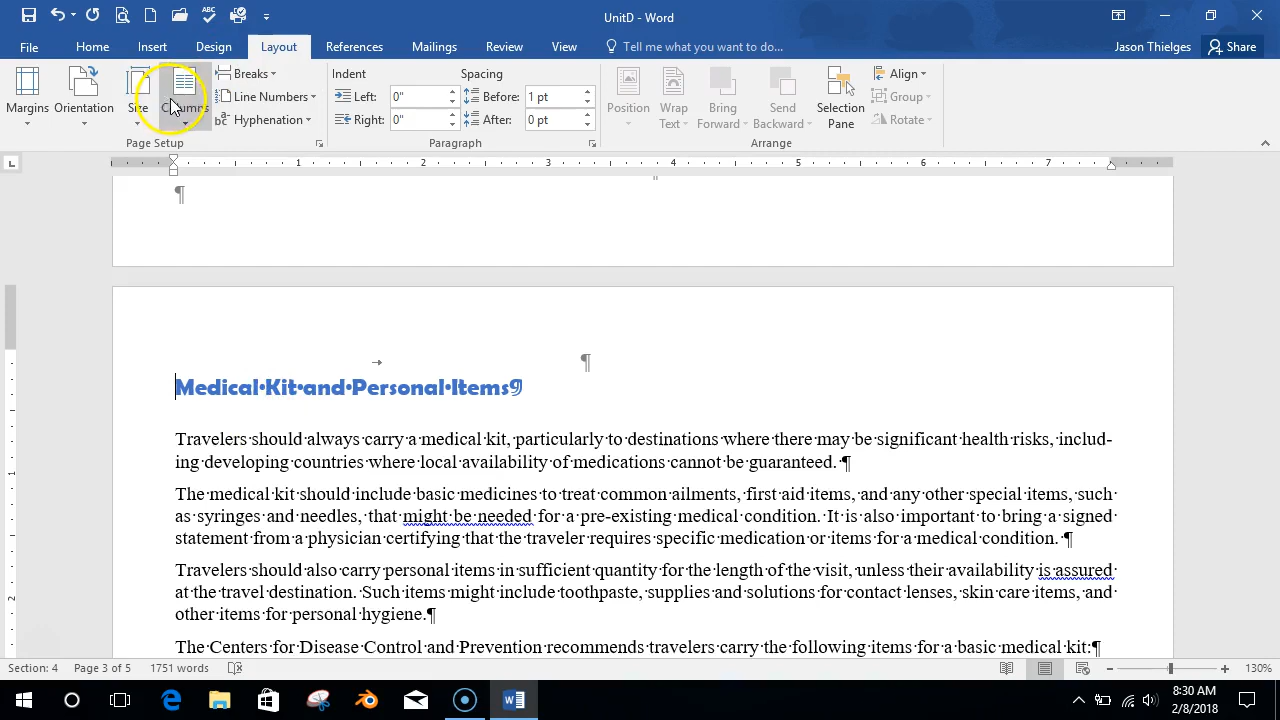 UnitD - Word
File Home Insert Design Layout References Mailings Review View Tell me what you want to do... Jason Thielges Share
Margins Orientation Size Columns
Breaks
Line Numbers
Hyphenation
Page Setup
Indent
Left: 0"
Right: 0"
Spacing
Before: 1 pt
After: 0 pt
Paragraph
Position
Wrap
Text
Bring
Forward
Send
Backward
Selection
Pane
Align
Group
Rotate
Arrange
1 2 3 4 5 6 7
¶
→ ¶
Medical·Kit·and·Personal·Items¶
Travelers·should·always·carry·a·medical·kit,·particularly·to·destinations·where·there·may·be·significant·health·risks,·includ-
ing·developing·countries·where·local·availability·of·medications·cannot·be·guaranteed.·¶
The·medical·kit·should·include·basic·medicines·to·treat·common·ailments,·first·aid·items,·and·any·other·special·items,·such·
as·syringes·and·needles,·that·might·be·needed·for·a·pre-existing·medical·condition.·It·is·also·important·to·bring·a·signed·
statement·from·a·physician·certifying·that·the·traveler·requires·specific·medication·or·items·for·a·medical·condition.·¶
Travelers·should·also·carry·personal·items·in·sufficient·quantity·for·the·length·of·the·visit,·unless·their·availability·is·assured·
at·the·travel·destination.·Such·items·might·include·toothpaste,·supplies·and·solutions·for·contact·lenses,·skin·care·items,·and·
other·items·for·personal·hygiene.¶
The·Centers·for·Disease·Control·and·Prevention·recommends·travelers·carry·the·following·items·for·a·basic·medical·kit:¶
1
2
Section: 4 Page 3 of 5 1751 words 130%
8:30 AM
2/8/2018